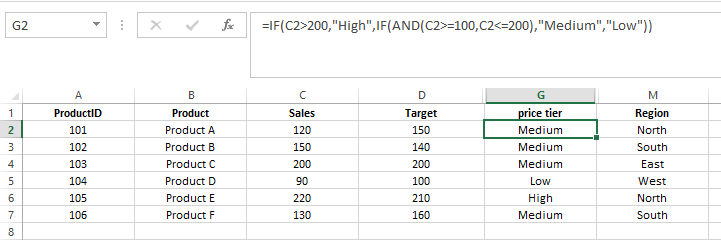 G2 fx =IF(C2>200,"High",IF(AND(C2>=100,C2<=200),"Medium","Low"))
A B C D G M
1 ProductID Product Sales Target price tier Region
2 101 Product A 120 150 Medium North
3 102 Product B 150 140 Medium South
4 103 Product C 200 200 Medium East
5 104 Product D 90 100 Low West
6 105 Product E 220 210 High North
7 106 Product F 130 160 Medium South
8